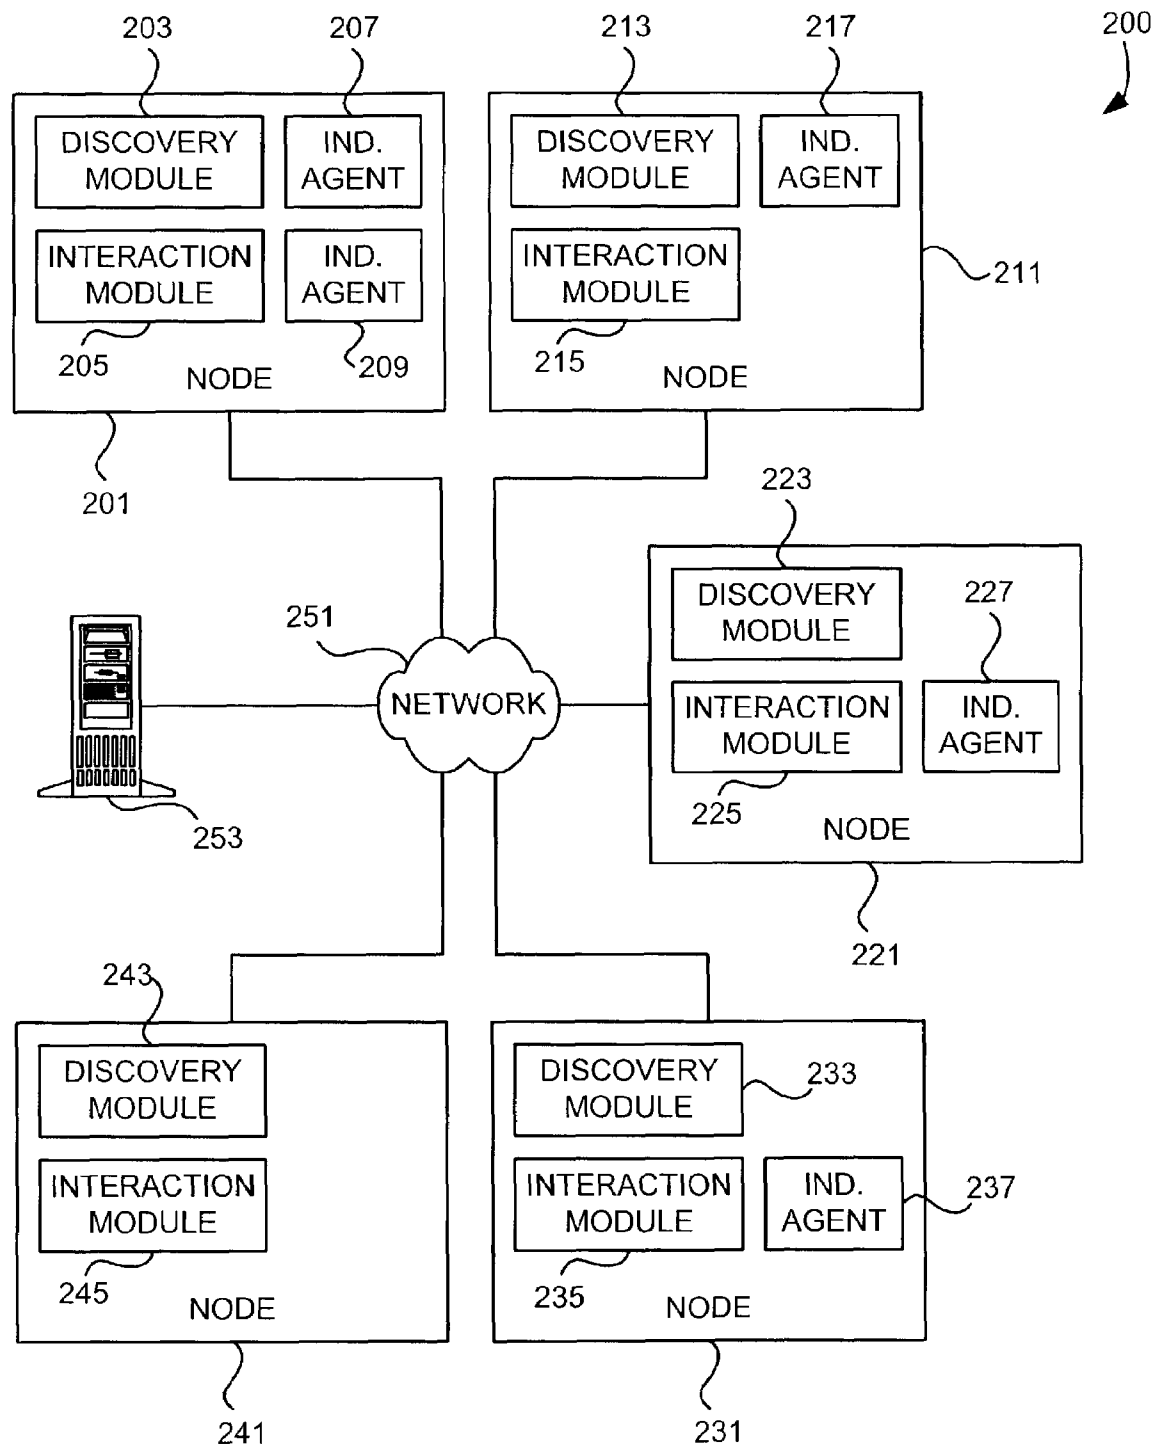 203
207
213
217
200
DISCOVERY
MODULE
IND.
AGENT
DISCOVERY
MODULE
IND.
AGENT
INTERACTION
MODULE
IND.
AGENT
INTERACTION
MODULE
211
205
209
NODE
215
NODE
201
223
DISCOVERY
MODULE
227
251
NETWORK
INTERACTION
MODULE
IND.
AGENT
225
NODE
253
221
243
DISCOVERY
MODULE
DISCOVERY
MODULE
233
INTERACTION
MODULE
INTERACTION
MODULE
IND.
AGENT
237
245
NODE
235
NODE
241
231